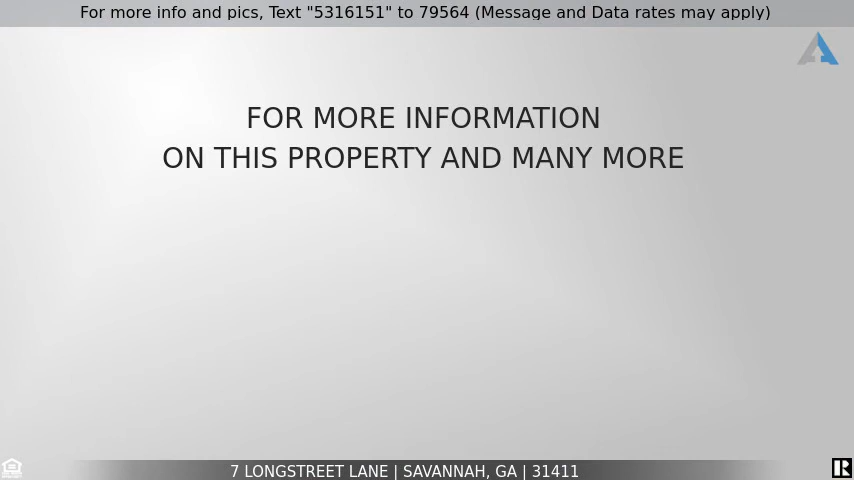 For more info and pics, Text "5316151" to 79564 (Message and Data rates may apply)
FOR MORE INFORMATION
ON THIS PROPERTY AND MANY MORE
7 LONGSTREET LANE | SAVANNAH, GA | 31411